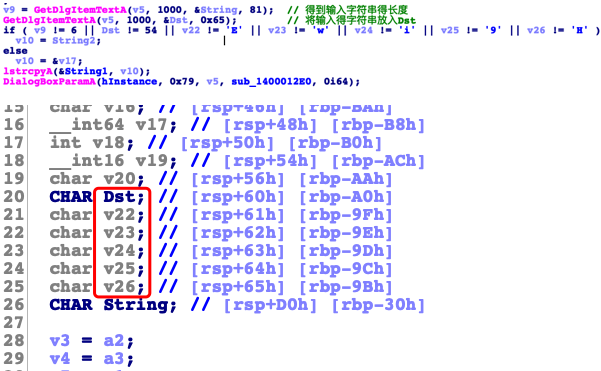 v9 = GetDlgItemTextA(v5, 1000, &String, 81);  // 得到输入字符串得长度
GetDlgItemTextA(v5, 1000, &Dst, 0x65);        // 将输入得字符串放入Dst
if ( v9 != 6 || Dst != 54 || v22 != 'E' || v23 != 'w' || v24 != 'i' || v25 != '9' || v26 != 'H' )
  v10 = String2;
else
  v10 = &v17;
lstrcpyA(&String1, v10);
DialogBoxParamA(hInstance, 0x79, v5, sub_1400012E0, 0i64);
15  char v16; // [rsp+46h] [rbp-BAh]
16  __int64 v17; // [rsp+48h] [rbp-B8h]
17  int v18; // [rsp+50h] [rbp-B0h]
18  __int16 v19; // [rsp+54h] [rbp-ACh]
19  char v20; // [rsp+56h] [rbp-AAh]
20  CHAR Dst; // [rsp+60h] [rbp-A0h]
21  char v22; // [rsp+61h] [rbp-9Fh]
22  char v23; // [rsp+62h] [rbp-9Eh]
23  char v24; // [rsp+63h] [rbp-9Dh]
24  char v25; // [rsp+64h] [rbp-9Ch]
25  char v26; // [rsp+65h] [rbp-9Bh]
26  CHAR String; // [rsp+D0h] [rbp-30h]
27
28  v3 = a2;
29  v4 = a3;